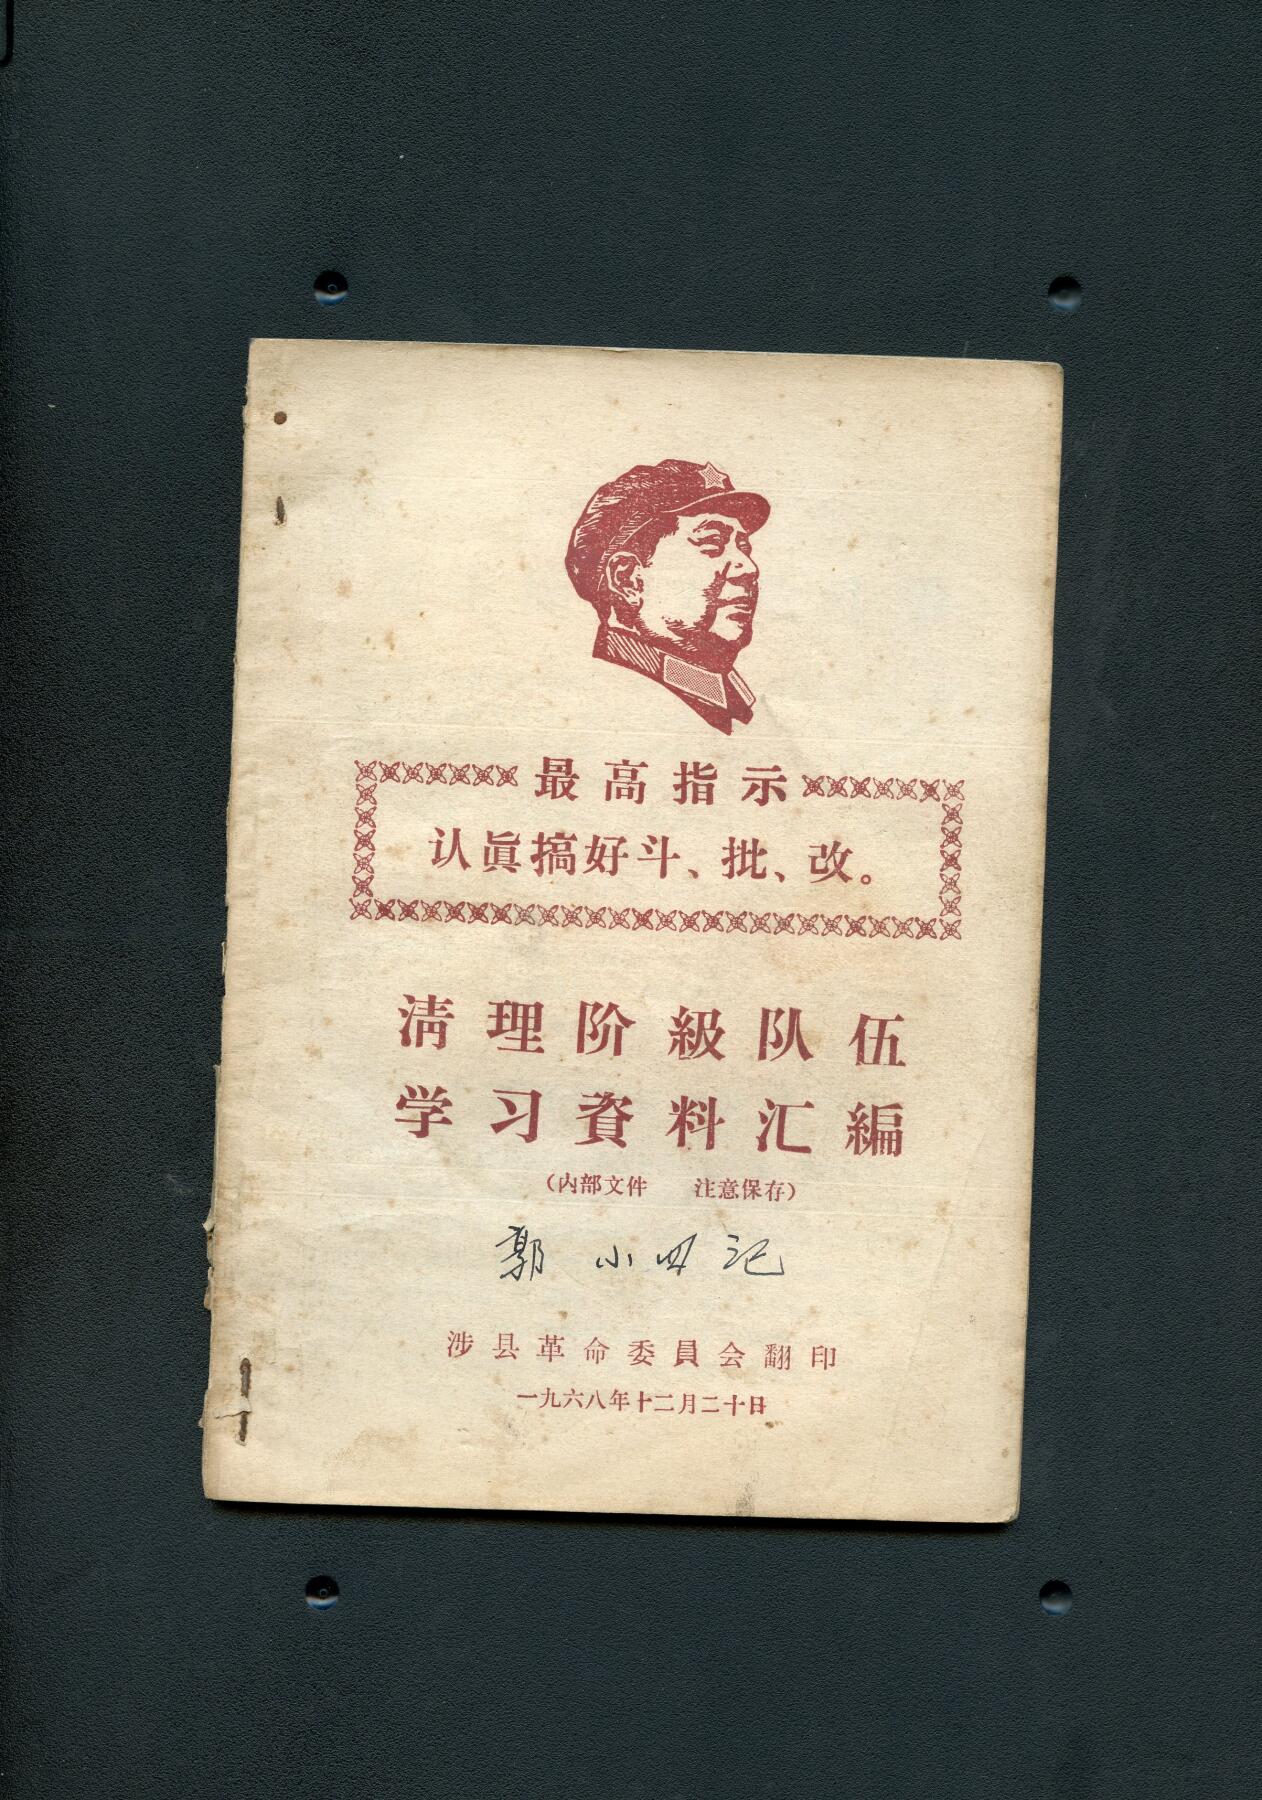 最高指示
认眞搞好斗、批、改。
清理阶級队伍
学习資料汇編
（内部文件　注意保存）
郭小四记
涉县革命委員会翻印
一九六八年十二月二十日